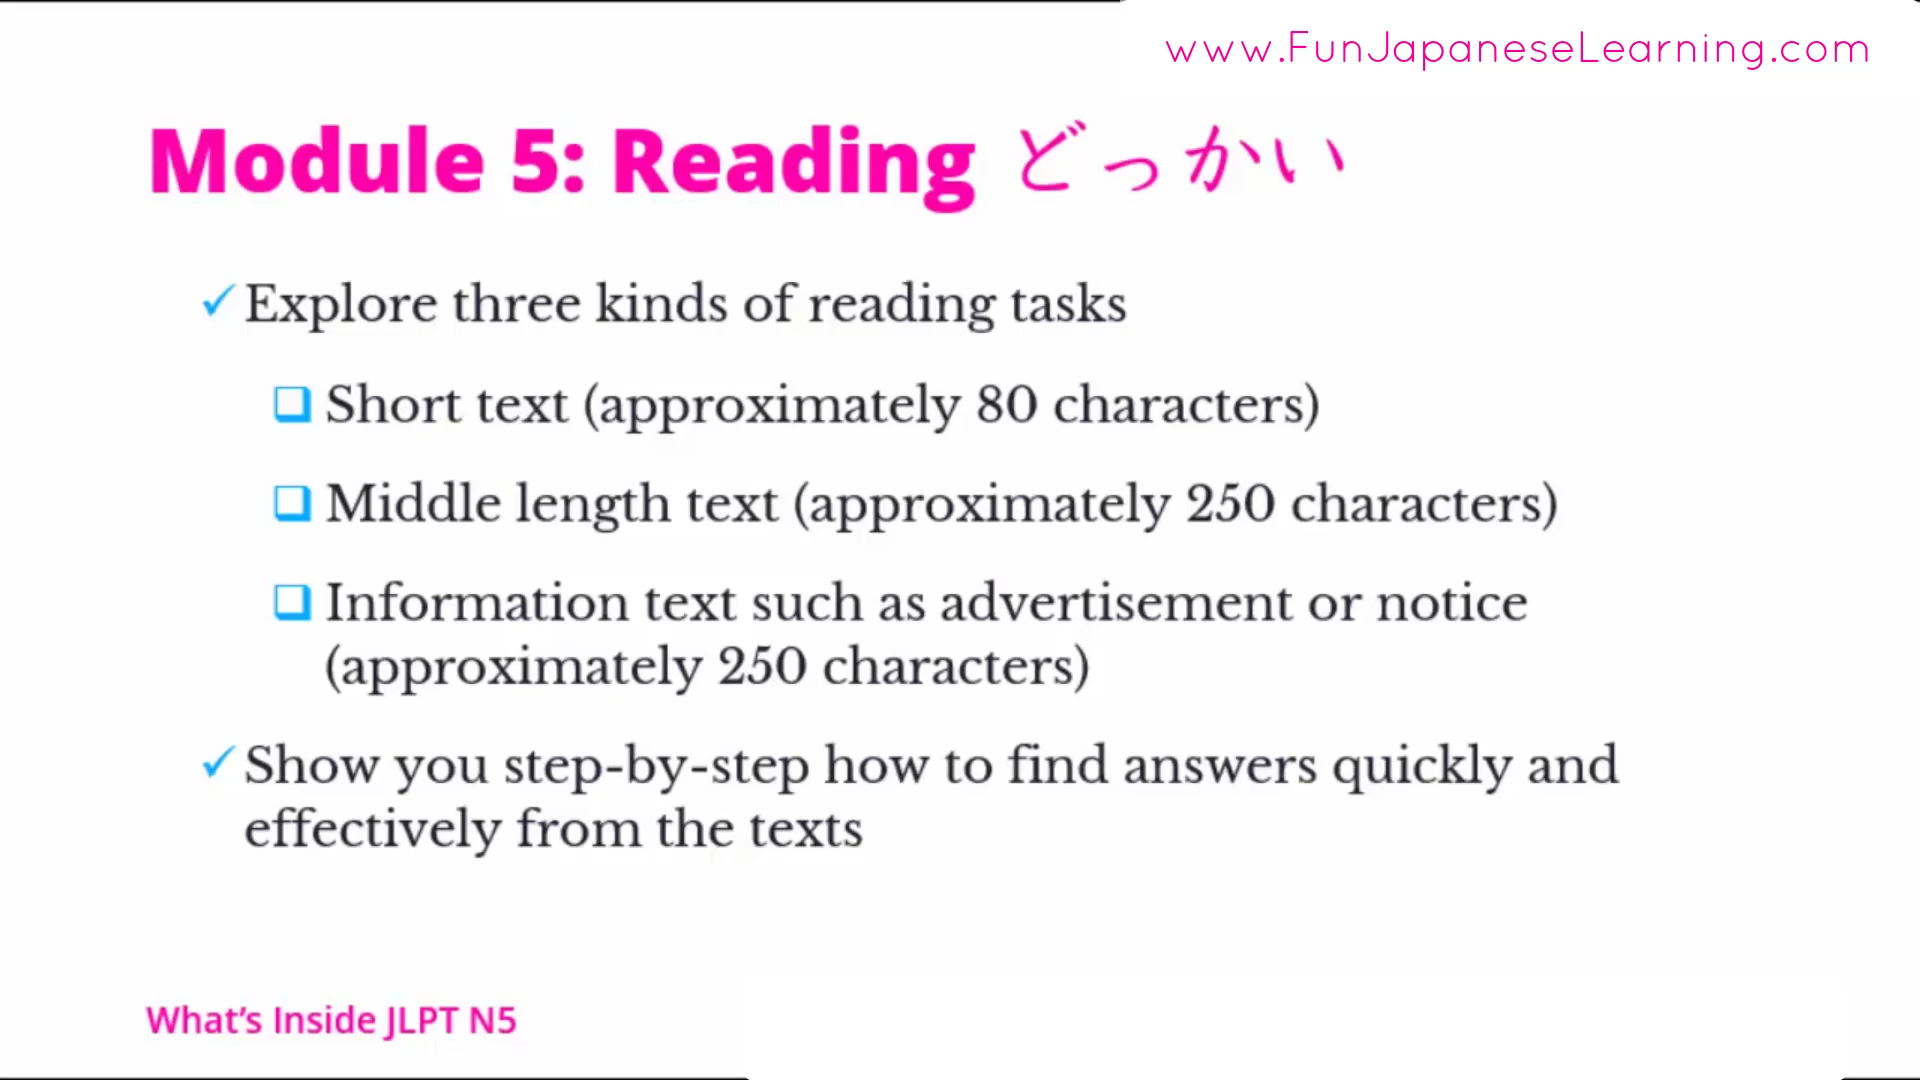 www.FunJapaneseLearning.com
Module 5: Reading どっかい
Explore three kinds of reading tasks
Short text (approximately 80 characters)
Middle length text (approximately 250 characters)
Information text such as advertisement or notice
(approximately 250 characters)
Show you step-by-step how to find answers quickly and
effectively from the texts
What's Inside JLPT N5